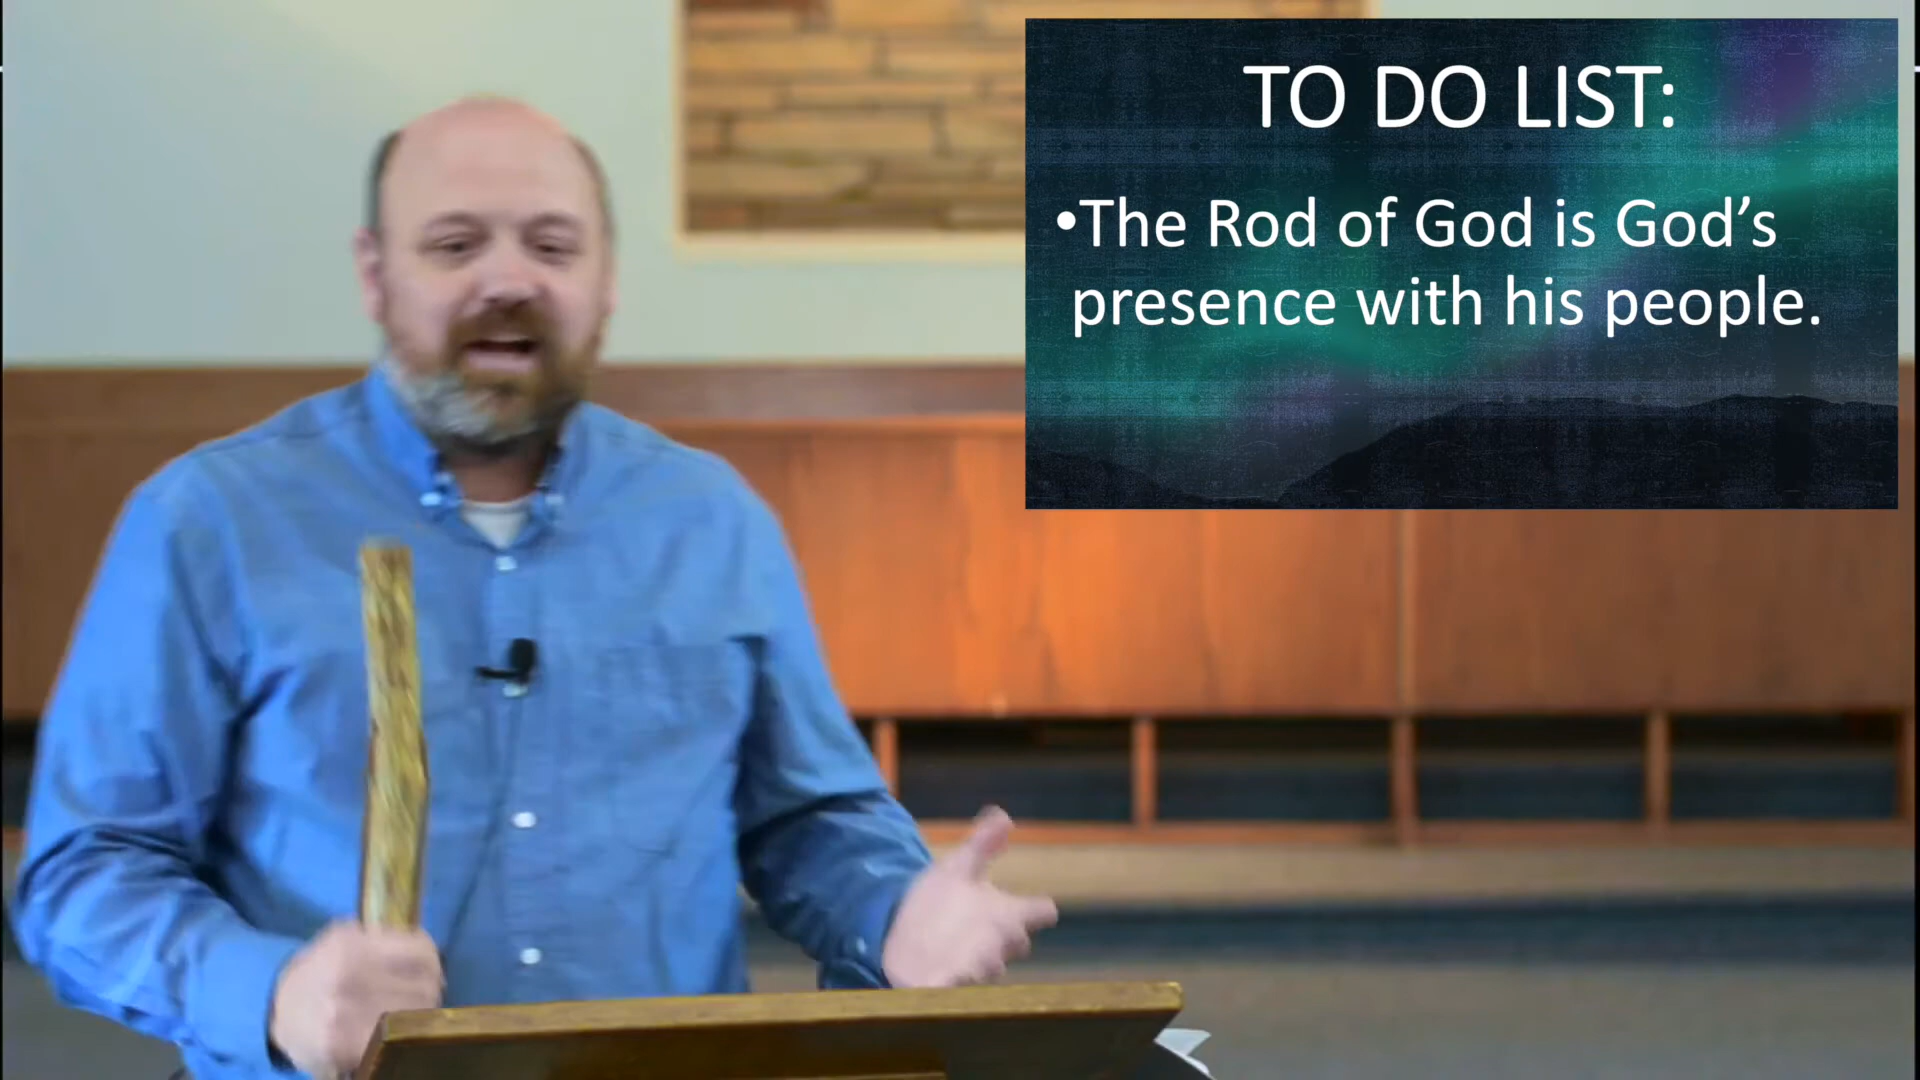 TO DO LIST:
•The Rod of God is God’s
presence with his people.